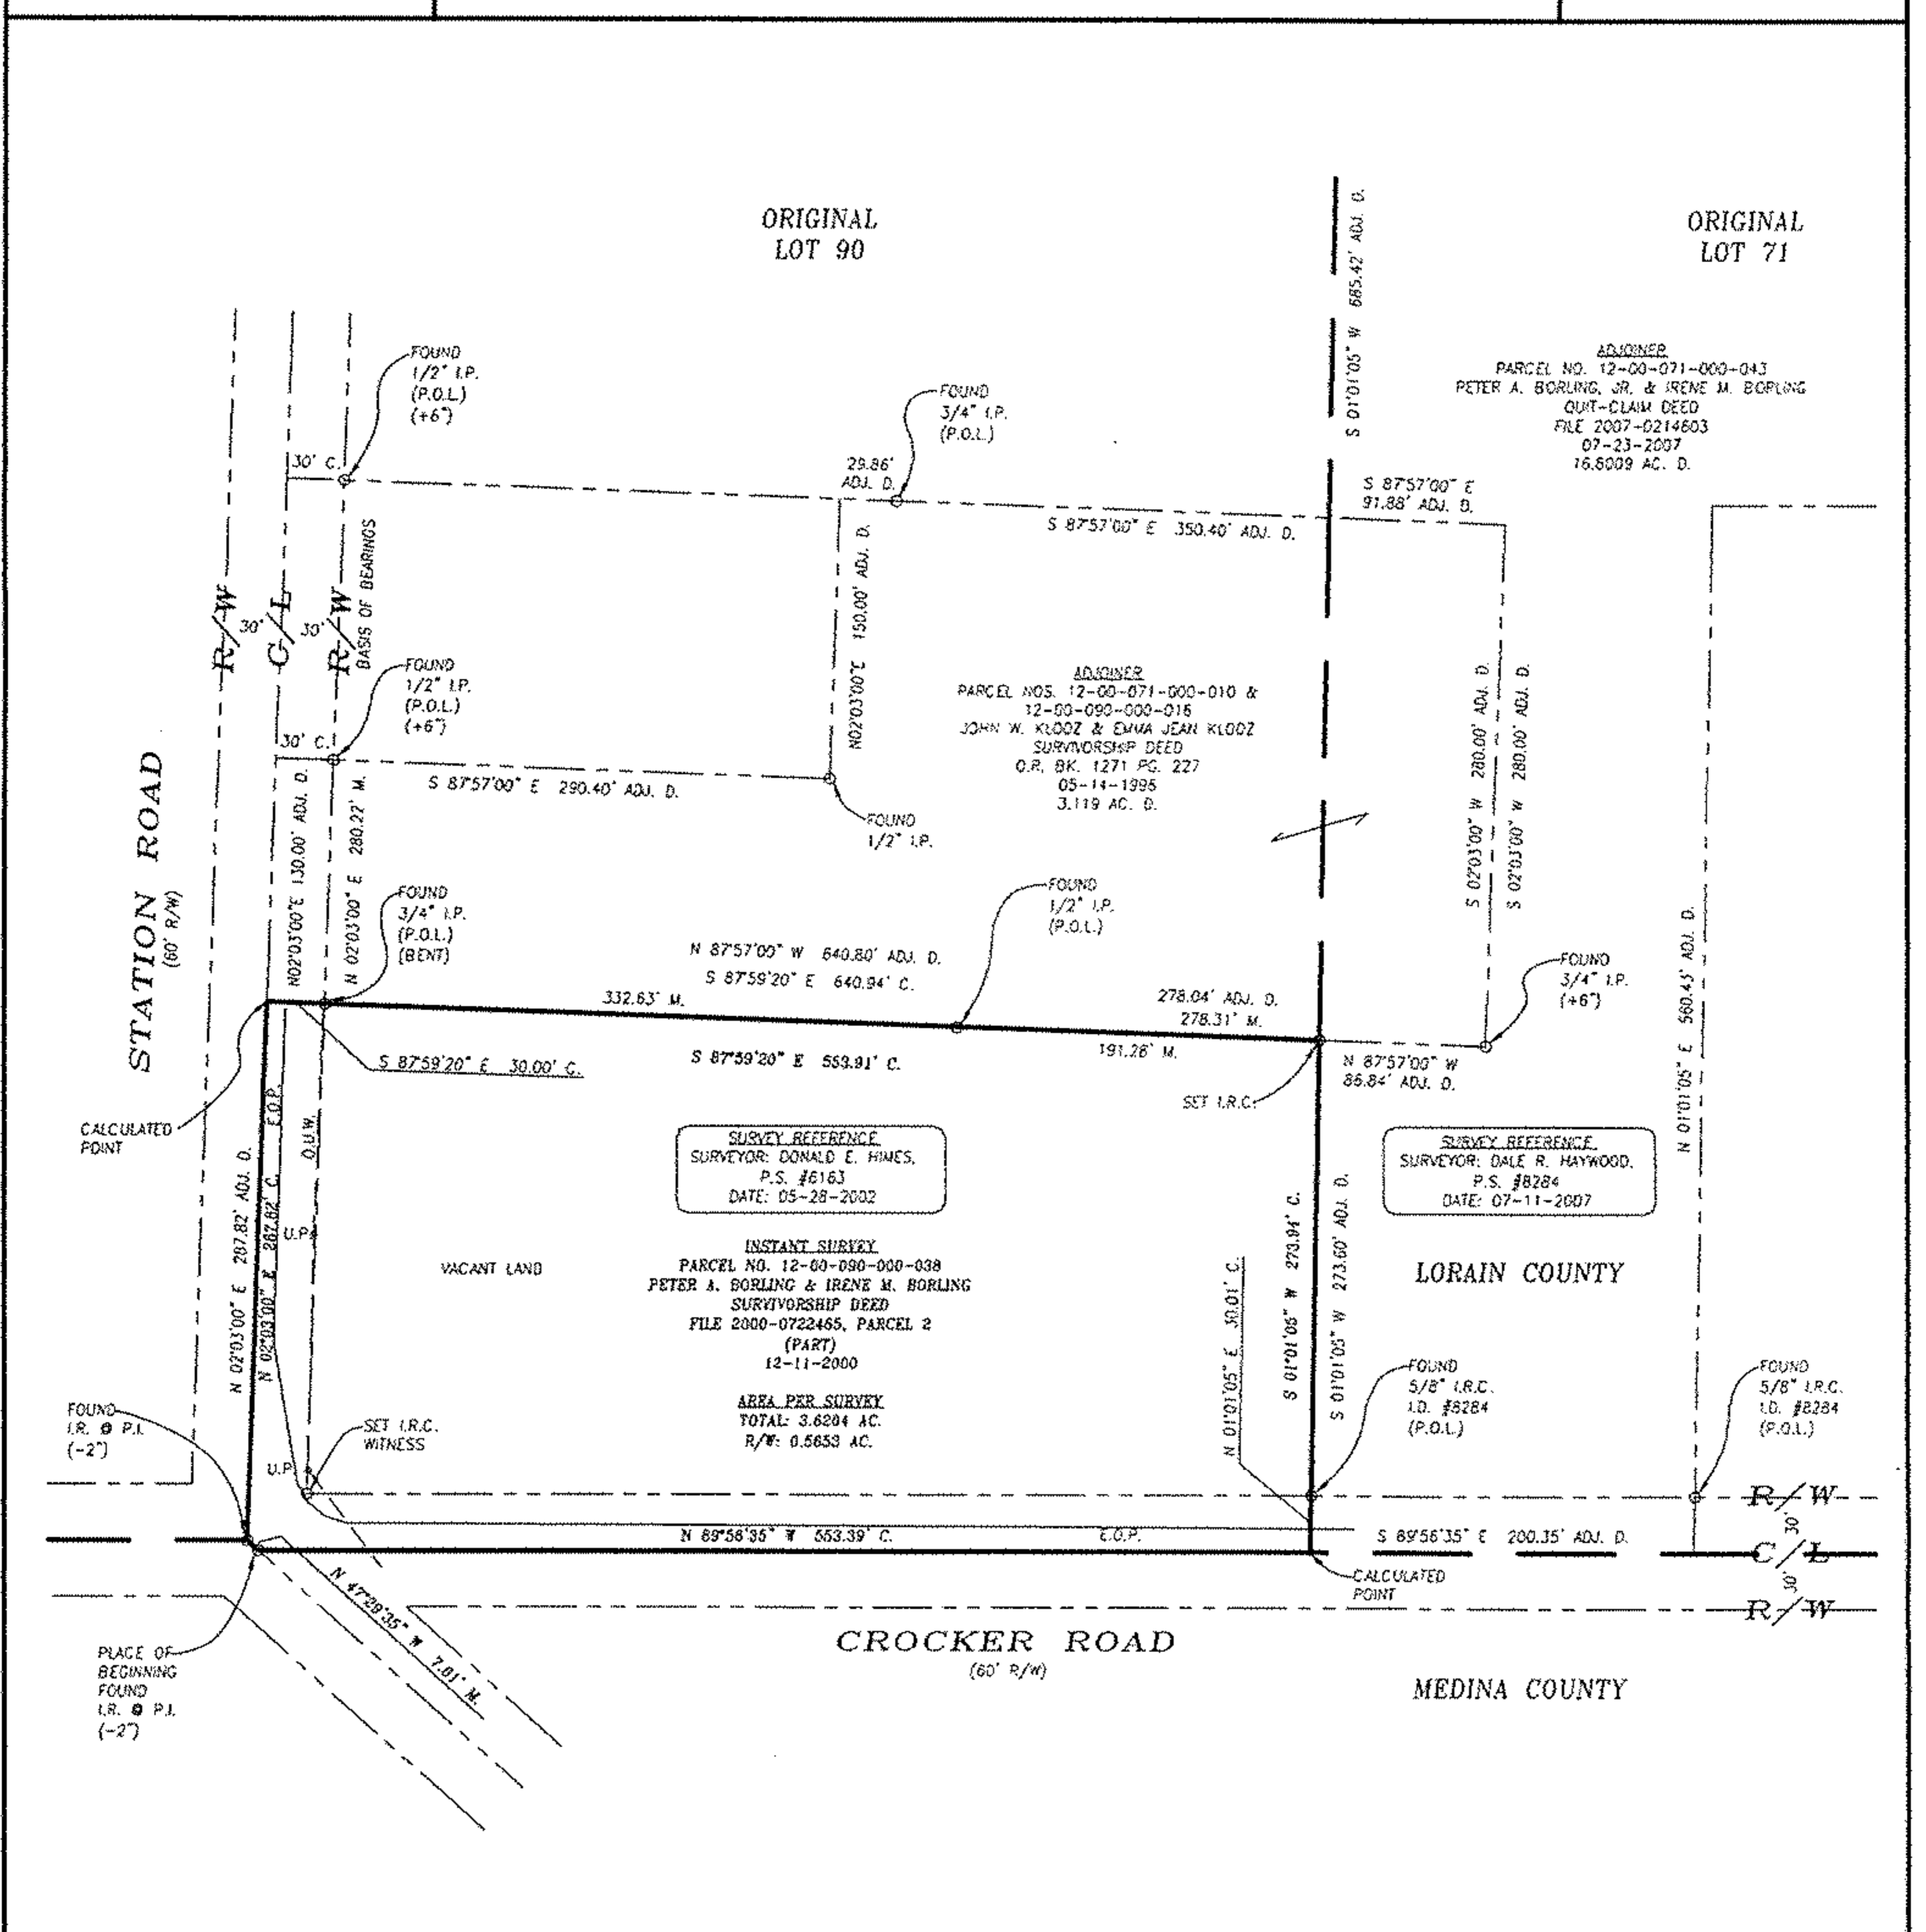 ORIGINAL
LOT 90
ORIGINAL
LOT 71
S 01°01'05" W 685.42' ADJ. D.
ADJOINER
PARCEL NO. 12-00-071-000-043
PETER A. BORLING, JR. & IRENE M. BORLING
QUIT-CLAIM DEED
FILE 2007-0214603
07-23-2007
16.8009 AC. D.
FOUND
1/2" I.P.
(P.O.L.)
(+6")
FOUND
3/4" I.P.
(P.O.L.)
30' C.
29.86'
ADJ. D.
S 87°57'00" E 350.40' ADJ. D.
S 87°57'00" E
91.88' ADJ. D.
BASIS OF BEARINGS
N02°03'00"E 150.00' ADJ. D.
R/W
30'
C/L
30'
R/W
FOUND
1/2" I.P.
(P.O.L.)
(+6")
30' C.
S 87°57'00" E 290.40' ADJ. D.
FOUND
1/2" I.P.
ADJOINER
PARCEL NOS. 12-00-071-000-010 &
12-00-090-000-016
JOHN W. KLOOZ & EMMA JEAN KLOOZ
SURVIVORSHIP DEED
O.R. BK. 1271 PG. 227
05-14-1996
3.119 AC. D.
S 02°03'00" W 280.00' ADJ. D.
S 02°03'00" W 280.00' ADJ. D.
STATION ROAD
(60' R/W)
N02°03'00"E 130.00' ADJ. D.
N 02°03'00" E 280.22' M.
FOUND
3/4" I.P.
(P.O.L.)
(BENT)
FOUND
1/2" I.P.
(P.O.L.)
N 87°57'00" W 640.80' ADJ. D.
S 87°59'20" E 640.94' C.
332.63' M.
278.04' ADJ. D.
278.31' M.
FOUND
3/4" I.P.
(+6")
N 01°01'05" E 560.45' ADJ. D.
S 87°59'20" E 30.00' C.
S 87°59'20" E 553.91' C.
191.28' M.
N 87°57'00" W
86.84' ADJ. D.
SET I.R.C.
CALCULATED
POINT
E.O.P.
O.U.W.
SURVEY REFERENCE
SURVEYOR: DONALD E. HIMES,
P.S. #6163
DATE: 05-28-2002
SURVEY REFERENCE
SURVEYOR: DALE R. HAYWOOD,
P.S. #8284
DATE: 07-11-2007
N 02°03'00" E 287.82' ADJ. D.
N 02°03'00" E 287.82' C.
U.P.
VACANT LAND
INSTANT SURVEY
PARCEL NO. 12-00-090-000-038
PETER A. BORLING & IRENE M. BORLING
SURVIVORSHIP DEED
FILE 2000-0722465, PARCEL 2
(PART)
12-11-2000
AREA PER SURVEY
TOTAL: 3.6204 AC.
R/W: 0.5653 AC.
N 01°01'05" E 30.01' C.
S 01°01'05" W 273.94' C.
S 01°01'05" W 273.60' ADJ. D.
LORAIN COUNTY
FOUND
5/8" I.R.C.
I.D. #8284
(P.O.L.)
FOUND
5/8" I.R.C.
I.D. #8284
(P.O.L.)
FOUND
I.R. @ P.I.
(-2")
SET I.R.C.
WITNESS
U.P.
R/W
30'
N 89°56'35" W 553.39' C.
E.O.P.
S 89°56'35" E 200.35' ADJ. D.
C/L
30'
R/W
CALCULATED
POINT
N 47°29'35" W 7.01' M.
PLACE OF
BEGINNING
FOUND
I.R. @ P.I.
(-2")
CROCKER ROAD
(60' R/W)
MEDINA COUNTY